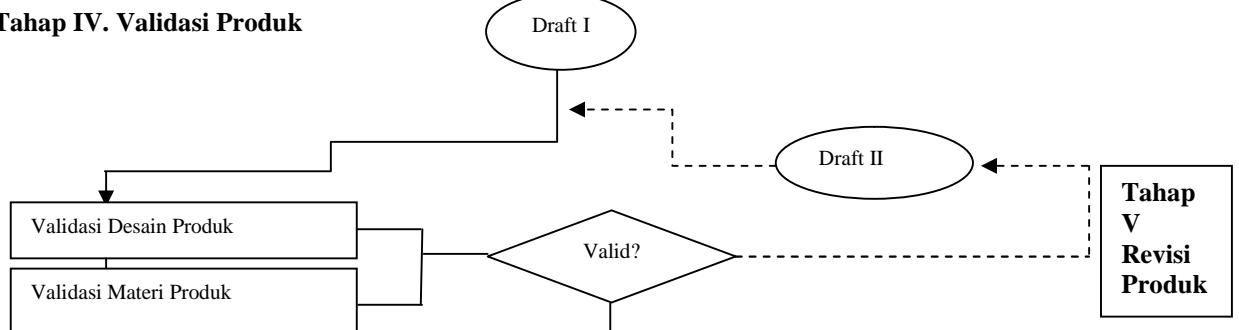 Tahap IV. Validasi Produk
Draft I
Draft II
Tahap
V
Revisi
Produk
Validasi Desain Produk
Valid?
Validasi Materi Produk